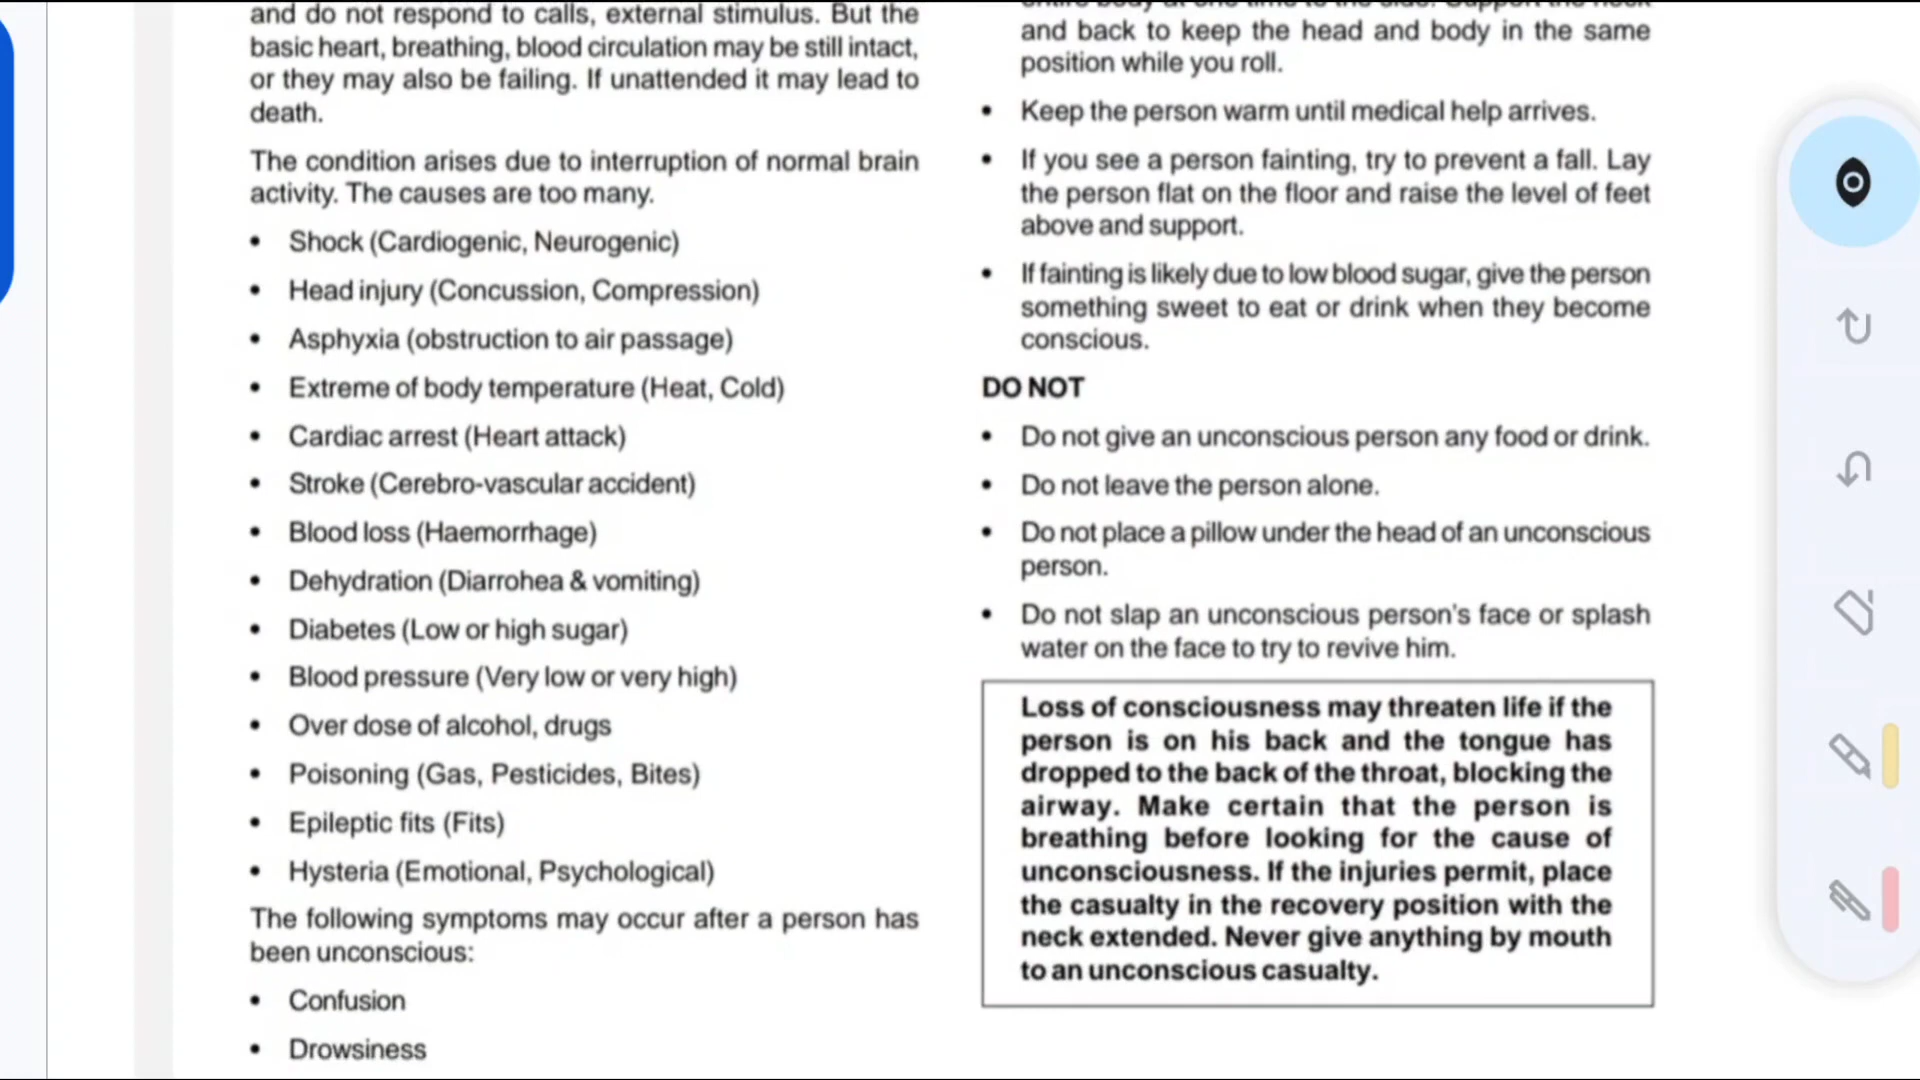 and do not respond to calls, external stimulus. But the
basic heart, breathing, blood circulation may be still intact,
or they may also be failing. If unattended it may lead to
death.
The condition arises due to interruption of normal brain
activity. The causes are too many.
• Shock (Cardiogenic, Neurogenic)
• Head injury (Concussion, Compression)
• Asphyxia (obstruction to air passage)
• Extreme of body temperature (Heat, Cold)
• Cardiac arrest (Heart attack)
• Stroke (Cerebro-vascular accident)
• Blood loss (Haemorrhage)
• Dehydration (Diarrohea & vomiting)
• Diabetes (Low or high sugar)
• Blood pressure (Very low or very high)
• Over dose of alcohol, drugs
• Poisoning (Gas, Pesticides, Bites)
• Epileptic fits (Fits)
• Hysteria (Emotional, Psychological)
The following symptoms may occur after a person has
been unconscious:
• Confusion
• Drowsiness
entire body at one time to the side. Support the neck
and back to keep the head and body in the same
position while you roll.
• Keep the person warm until medical help arrives.
• If you see a person fainting, try to prevent a fall. Lay
the person flat on the floor and raise the level of feet
above and support.
• If fainting is likely due to low blood sugar, give the person
something sweet to eat or drink when they become
conscious.
DO NOT
• Do not give an unconscious person any food or drink.
• Do not leave the person alone.
• Do not place a pillow under the head of an unconscious
person.
• Do not slap an unconscious person's face or splash
water on the face to try to revive him.
Loss of consciousness may threaten life if the
person is on his back and the tongue has
dropped to the back of the throat, blocking the
airway. Make certain that the person is
breathing before looking for the cause of
unconsciousness. If the injuries permit, place
the casualty in the recovery position with the
neck extended. Never give anything by mouth
to an unconscious casualty.